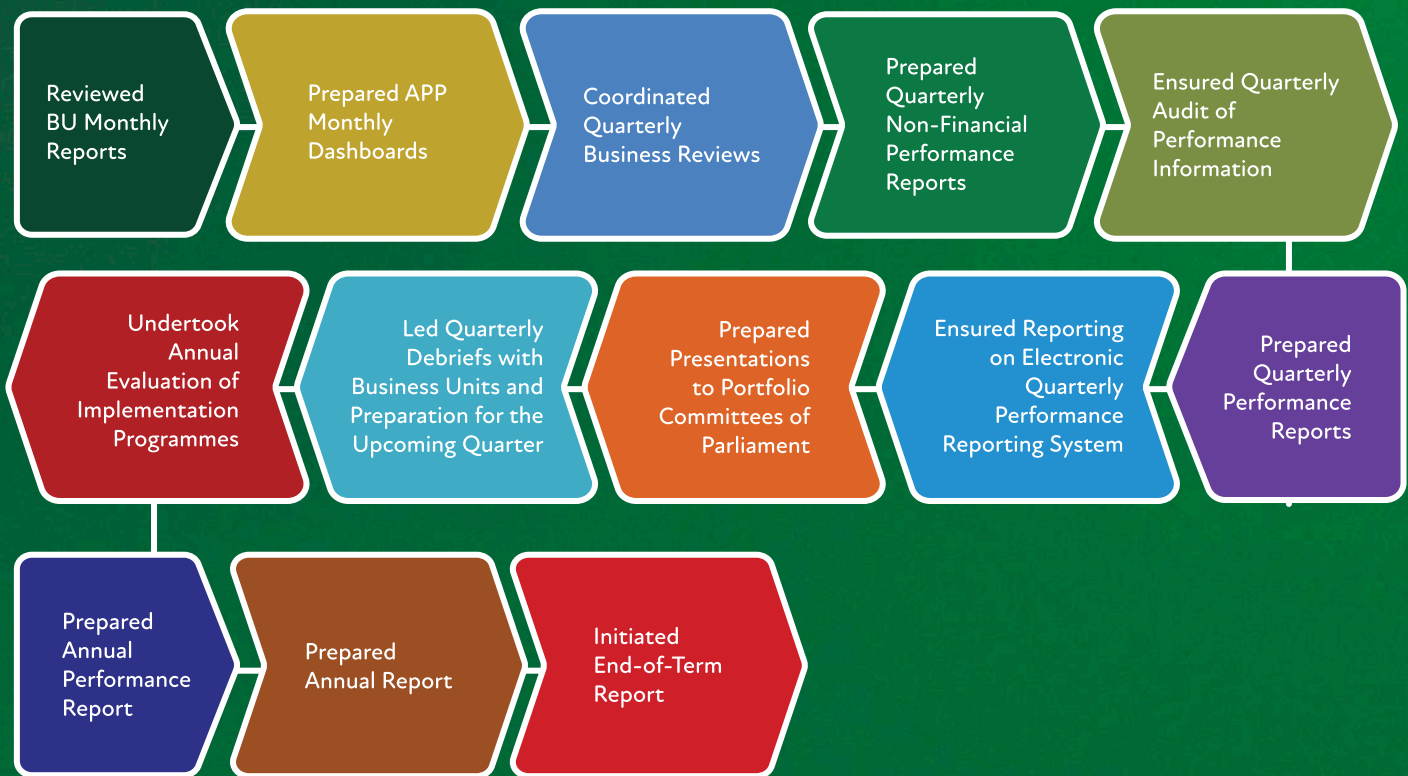 Reviewed
BU Monthly
Reports
Prepared APP
Monthly
Dashboards
Coordinated
Quarterly
Business Reviews
Prepared
Quarterly
Non-Financial
Performance
Reports
Ensured Quarterly
Audit of
Performance
Information
Prepared
Quarterly
Performance
Reports
Ensured Reporting
on Electronic
Quarterly
Performance
Reporting System
Prepared
Presentations
to Portfolio
Committees of
Parliament
Led Quarterly
Debriefs with
Business Units and
Preparation for the
Upcoming Quarter
Undertook
Annual
Evaluation of
Implementation
Programmes
Prepared
Annual
Performance
Report
Prepared
Annual Report
Initiated
End-of-Term
Report